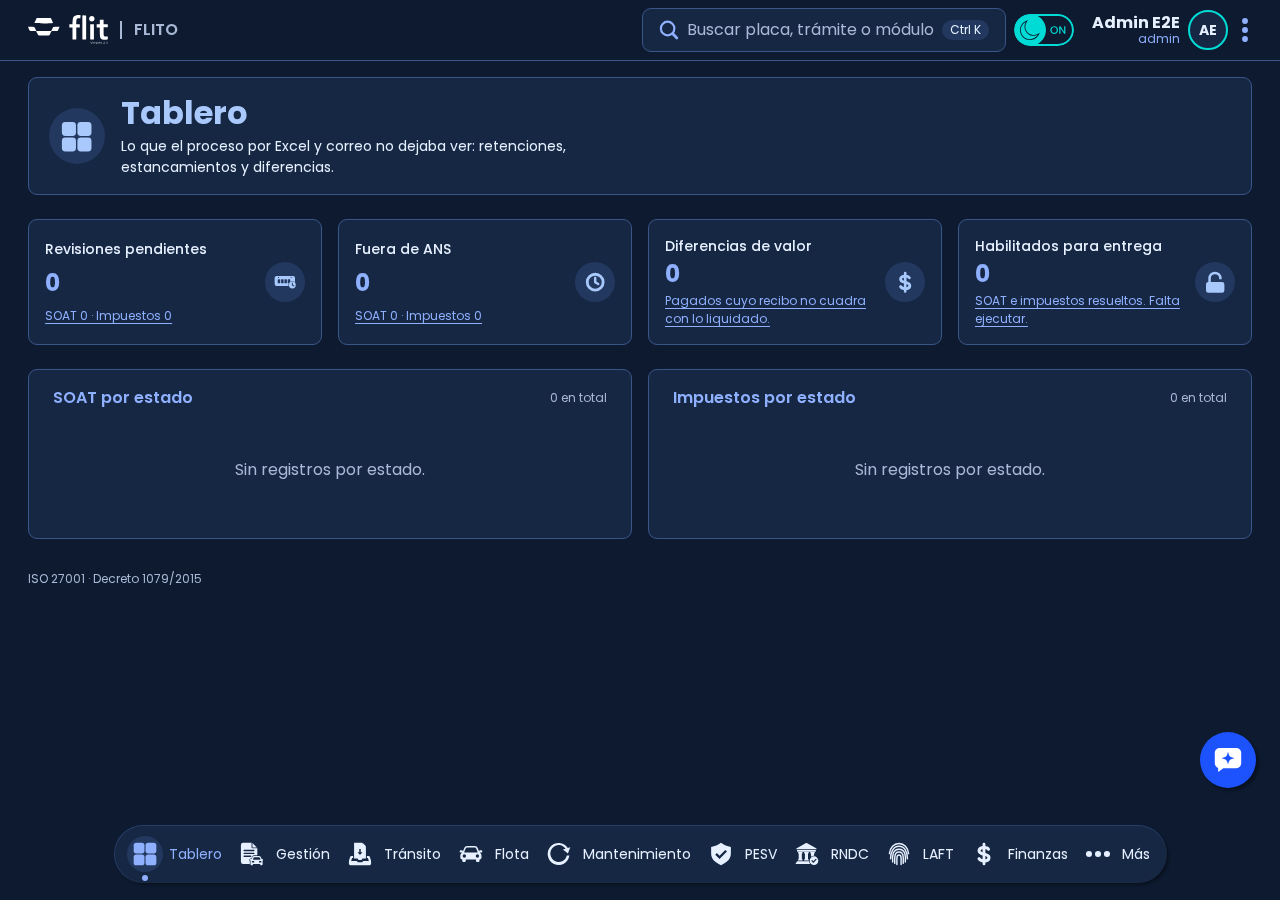 flit
FLITO
Buscar placa, trámite o módulo
Ctrl K
ON
Admin E2E
admin
AE
Tablero
Lo que el proceso por Excel y correo no dejaba ver: retenciones,
estancamientos y diferencias.
Revisiones pendientes
0
SOAT 0 · Impuestos 0
Fuera de ANS
0
SOAT 0 · Impuestos 0
Diferencias de valor
0
Pagados cuyo recibo no cuadra
con lo liquidado.
Habilitados para entrega
0
SOAT e impuestos resueltos. Falta
ejecutar.
SOAT por estado
0 en total
Sin registros por estado.
Impuestos por estado
0 en total
Sin registros por estado.
ISO 27001 · Decreto 1079/2015
Tablero
Gestión
Tránsito
Flota
Mantenimiento
PESV
RNDC
LAFT
Finanzas
Más